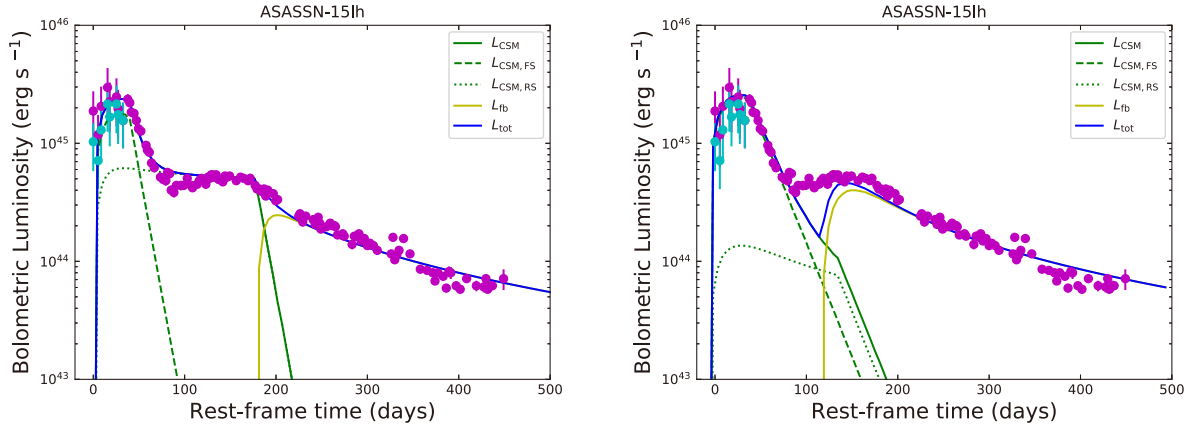 ASASSN-15lh
10^46
10^45
10^44
10^43
Bolometric Luminosity (erg s^−1)
L_CSM
L_CSM, FS
L_CSM, RS
L_fb
L_tot
0 100 200 300 400 500
Rest-frame time (days)
ASASSN-15lh
10^46
10^45
10^44
10^43
Bolometric Luminosity (erg s^−1)
L_CSM
L_CSM, FS
L_CSM, RS
L_fb
L_tot
0 100 200 300 400 500
Rest-frame time (days)